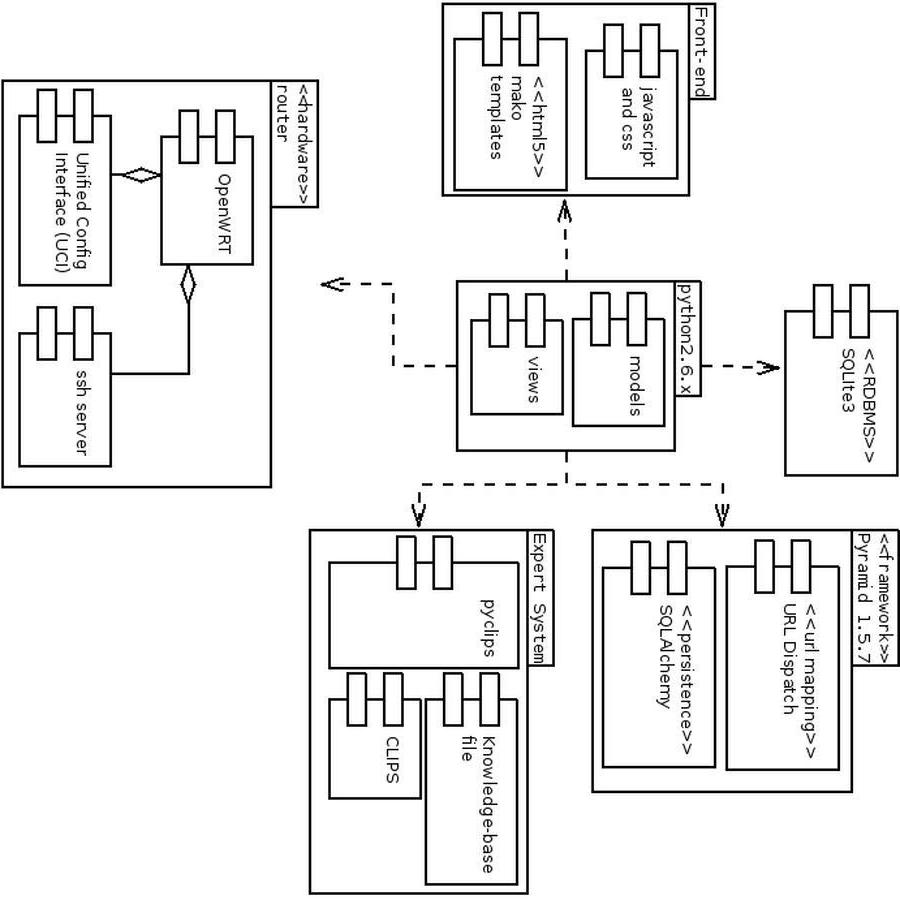 <<RDBMS>>
SQLIte3
<<framework>>
Pyramid 1.5.7
<<url mapping>>
URL Dispatch
<<persistence>>
SQLAlchemy
Front-end
javascript
and css
<<html5>>
mako
templates
python2.6.x
models
views
Expert System
pyclips
Knowledge-base
file
CLIPS
<<hardware>>
router
OpenWRT
Unified Config
Interface (UCI)
ssh server